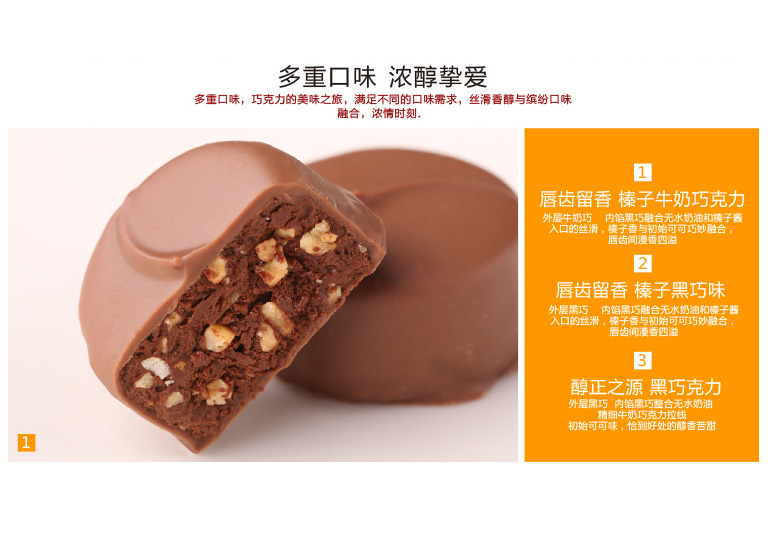 多重口味 浓醇挚爱
多重口味，巧克力的美味之旅，满足不同的口味需求，丝滑香醇与缤纷口味
融合，浓情时刻.
1
唇齿留香 榛子牛奶巧克力
外层牛奶巧 内馅黑巧融合无水奶油和榛子酱
入口的丝滑，榛子香与初始可可巧妙融合，
唇齿间漫香四溢
2
唇齿留香 榛子黑巧味
外层黑巧 内馅黑巧融合无水奶油和榛子酱
入口的丝滑，榛子香与初始可可巧妙融合，
唇齿间漫香四溢
3
醇正之源 黑巧克力
外层黑巧 内馅黑巧整合无水奶油
精细牛奶巧克力拉线
初始可可味，恰到好处的醇香苦甜
1